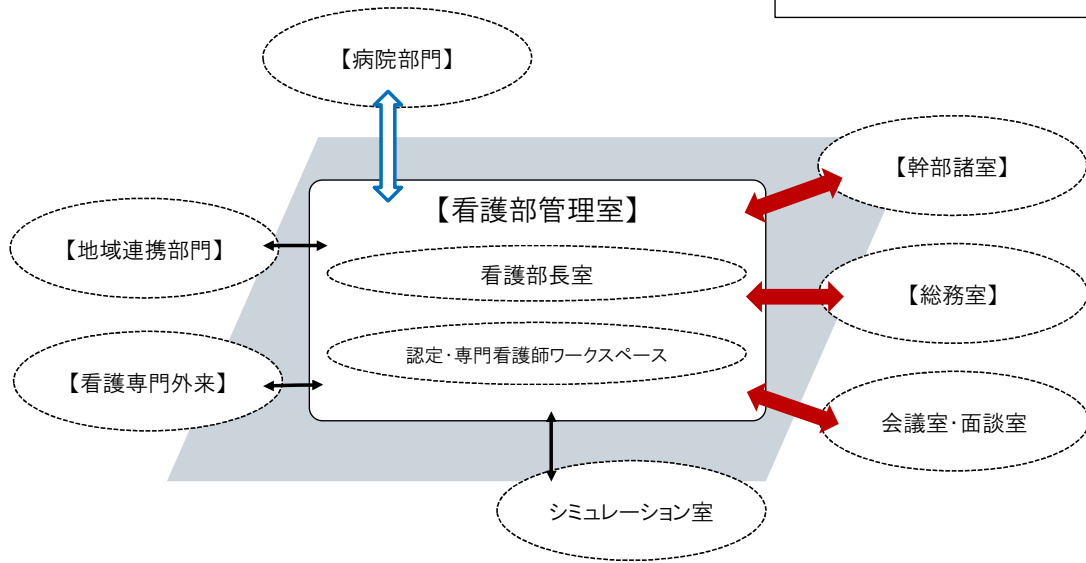 【病院部門】
【幹部諸室】
【看護部管理室】
【地域連携部門】
看護部長室
【総務室】
認定・専門看護師ワークスペース
【看護専門外来】
会議室・面談室
シミュレーション室